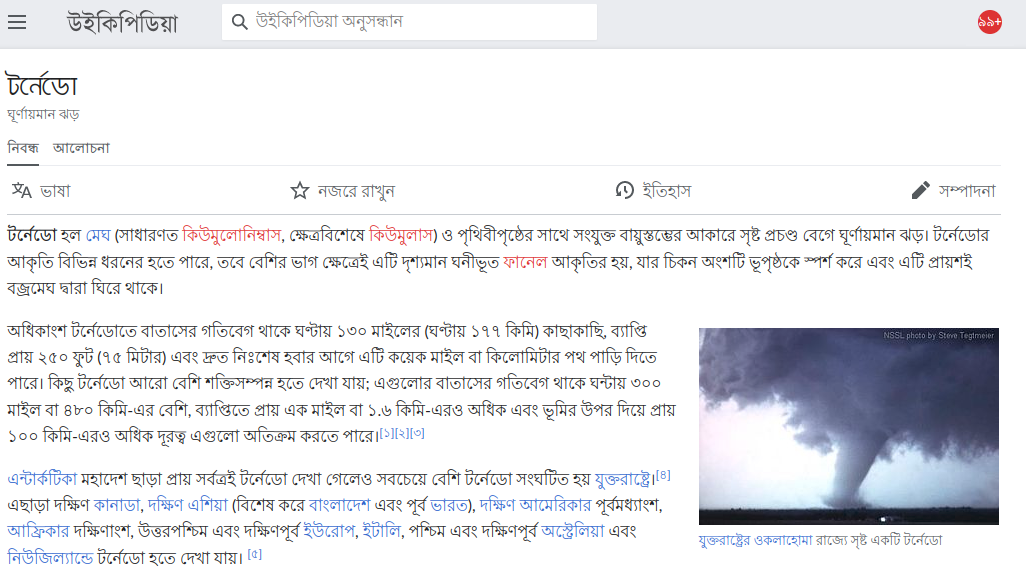 উইকিপিডিয়া
উইকিপিডিয়া অনুসন্ধান
৯৯+
টর্নেডো
ঘূর্ণায়মান ঝড়
নিবন্ধ আলোচনা
ভাষা নজরে রাখুন ইতিহাস সম্পাদনা
টর্নেডো হল মেঘ (সাধারণত কিউমুলোনিম্বাস, ক্ষেত্রবিশেষে কিউমুলাস) ও পৃথিবীপৃষ্ঠের সাথে সংযুক্ত বায়ুস্তম্ভের আকারে সৃষ্ট প্রচণ্ড বেগে ঘূর্ণায়মান ঝড়। টর্নেডোর
আকৃতি বিভিন্ন ধরনের হতে পারে, তবে বেশির ভাগ ক্ষেত্রেই এটি দৃশ্যমান ঘনীভূত ফানেল আকৃতির হয়, যার চিকন অংশটি ভূপৃষ্ঠকে স্পর্শ করে এবং এটি প্রায়শই
বজ্রমেঘ দ্বারা ঘিরে থাকে।
অধিকাংশ টর্নেডোতে বাতাসের গতিবেগ থাকে ঘণ্টায় ১৩০ মাইলের (ঘণ্টায় ১৭৭ কিমি) কাছাকাছি, ব্যাপ্তি
প্রায় ২৫০ ফুট (৭৫ মিটার) এবং দ্রুত নিঃশেষ হবার আগে এটি কয়েক মাইল বা কিলোমিটার পথ পাড়ি দিতে
পারে। কিছু টর্নেডো আরো বেশি শক্তিসম্পন্ন হতে দেখা যায়; এগুলোর বাতাসের গতিবেগ থাকে ঘন্টায় ৩০০
মাইল বা ৪৮০ কিমি-এর বেশি, ব্যাপ্তিতে প্রায় এক মাইল বা ১.৬ কিমি-এরও অধিক এবং ভূমির উপর দিয়ে প্রায়
১০০ কিমি-এরও অধিক দূরত্ব এগুলো অতিক্রম করতে পারে।[১][২][৩]
এন্টার্কটিকা মহাদেশ ছাড়া প্রায় সর্বত্রই টর্নেডো দেখা গেলেও সবচেয়ে বেশি টর্নেডো সংঘটিত হয় যুক্তরাষ্ট্রে।[৪]
এছাড়া দক্ষিণ কানাডা, দক্ষিণ এশিয়া (বিশেষ করে বাংলাদেশ এবং পূর্ব ভারত), দক্ষিণ আমেরিকার পূর্বমধ্যাংশ,
আফ্রিকার দক্ষিণাংশ, উত্তরপশ্চিম এবং দক্ষিণপূর্ব ইউরোপ, ইটালি, পশ্চিম এবং দক্ষিণপূর্ব অস্ট্রেলিয়া এবং
নিউজিল্যান্ডে টর্নেডো হতে দেখা যায়। [৫]
NSSL photo by Steve Tegtmeier
যুক্তরাষ্ট্রের ওকলাহোমা রাজ্যে সৃষ্ট একটি টর্নেডো